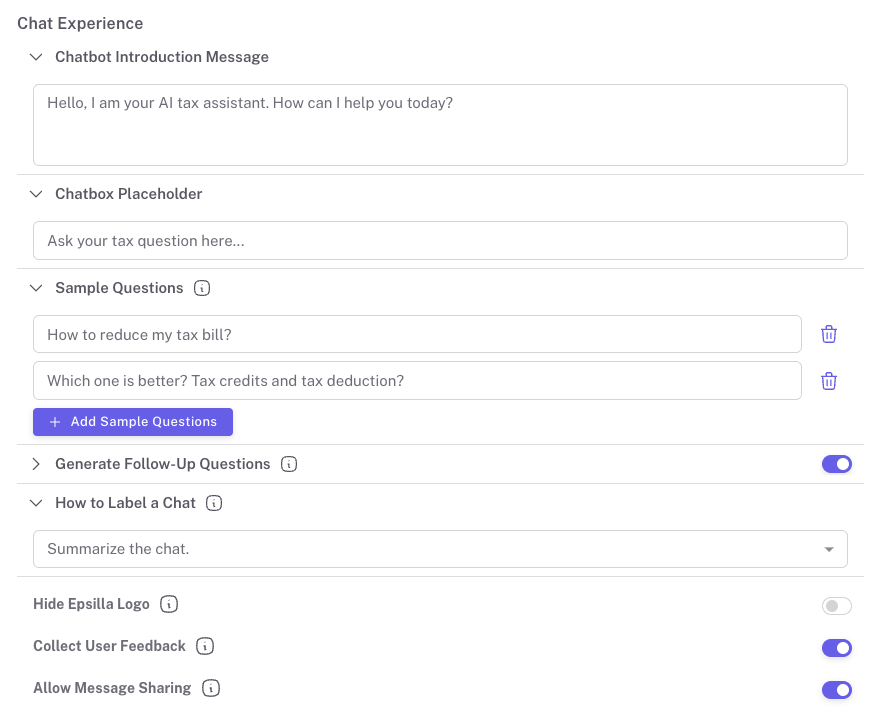 Chat Experience
Chatbot Introduction Message
Hello, I am your AI tax assistant. How can I help you today?
Chatbox Placeholder
Ask your tax question here...
Sample Questions
How to reduce my tax bill?
Which one is better? Tax credits and tax deduction?
+ Add Sample Questions
Generate Follow-Up Questions
How to Label a Chat
Summarize the chat.
Hide Epsilla Logo
Collect User Feedback
Allow Message Sharing